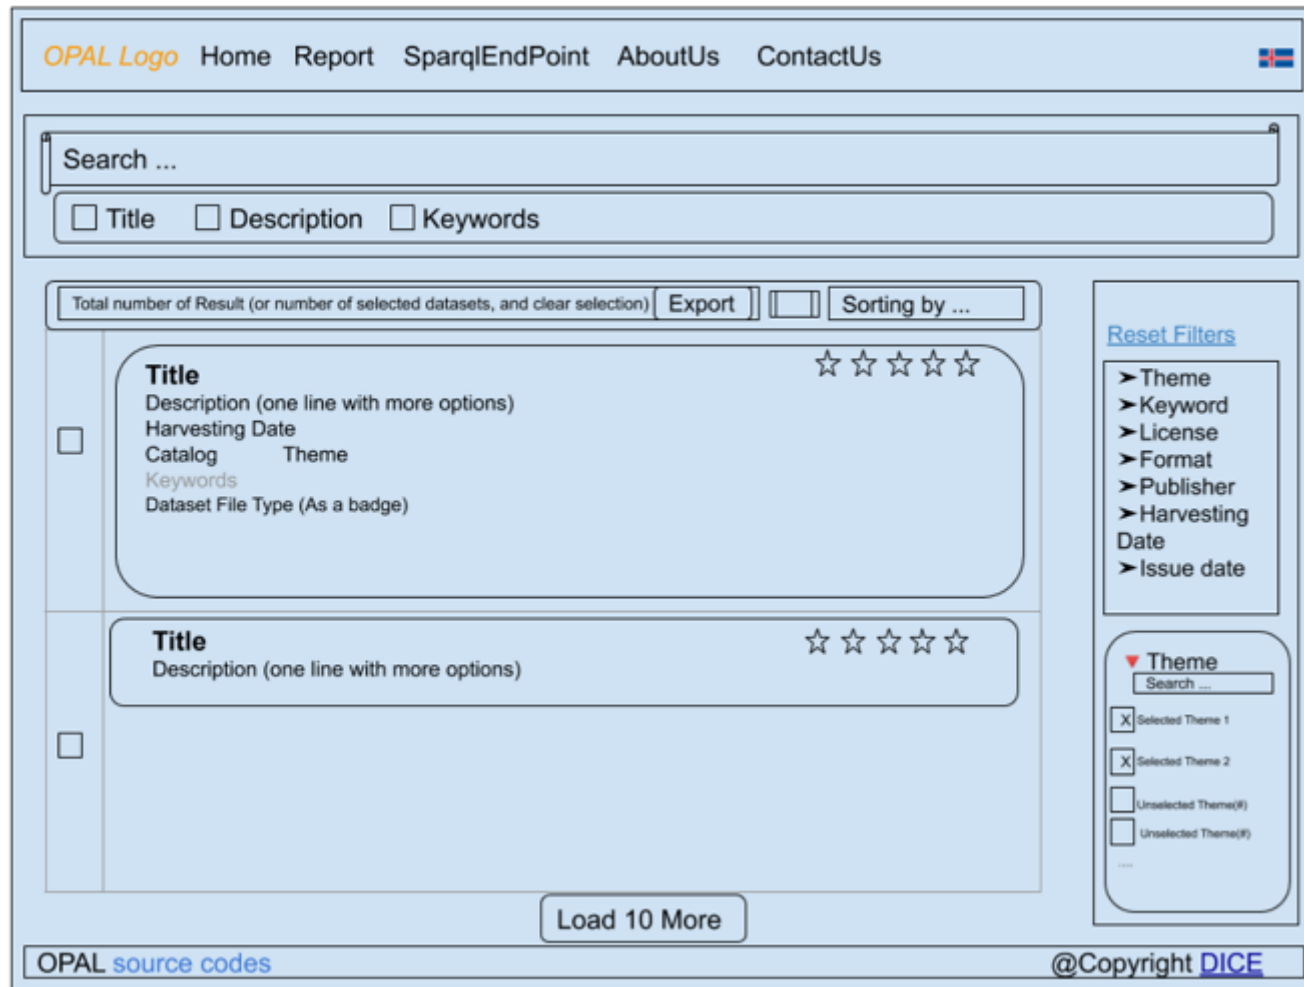 OPAL Logo Home Report SparqlEndPoint AboutUs ContactUs
Search ...
Title Description Keywords
Total number of Result (or number of selected datasets, and clear selection) Export Sorting by ...
Title
Description (one line with more options)
Harvesting Date
Catalog Theme
Keywords
Dataset File Type (As a badge)
Title
Description (one line with more options)
Load 10 More
Reset Filters
➤Theme
➤Keyword
➤License
➤Format
➤Publisher
➤Harvesting
Date
➤Issue date
Theme
Search ...
X Selected Theme 1
X Selected Theme 2
Unselected Theme(#)
Unselected Theme(#)
....
OPAL source codes @Copyright DICE